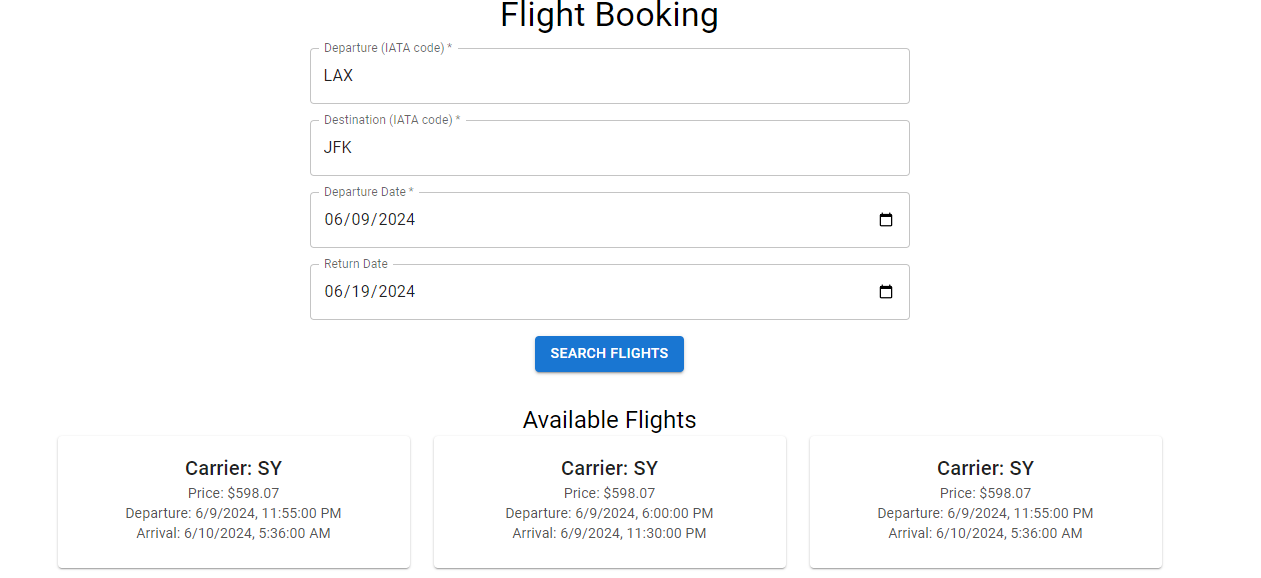 Flight Booking
Departure (IATA code) *
LAX
Destination (IATA code) *
JFK
Departure Date *
06/09/2024
Return Date
06/19/2024
SEARCH FLIGHTS
Available Flights
Carrier: SY
Price: $598.07
Departure: 6/9/2024, 11:55:00 PM
Arrival: 6/10/2024, 5:36:00 AM
Carrier: SY
Price: $598.07
Departure: 6/9/2024, 6:00:00 PM
Arrival: 6/9/2024, 11:30:00 PM
Carrier: SY
Price: $598.07
Departure: 6/9/2024, 11:55:00 PM
Arrival: 6/10/2024, 5:36:00 AM